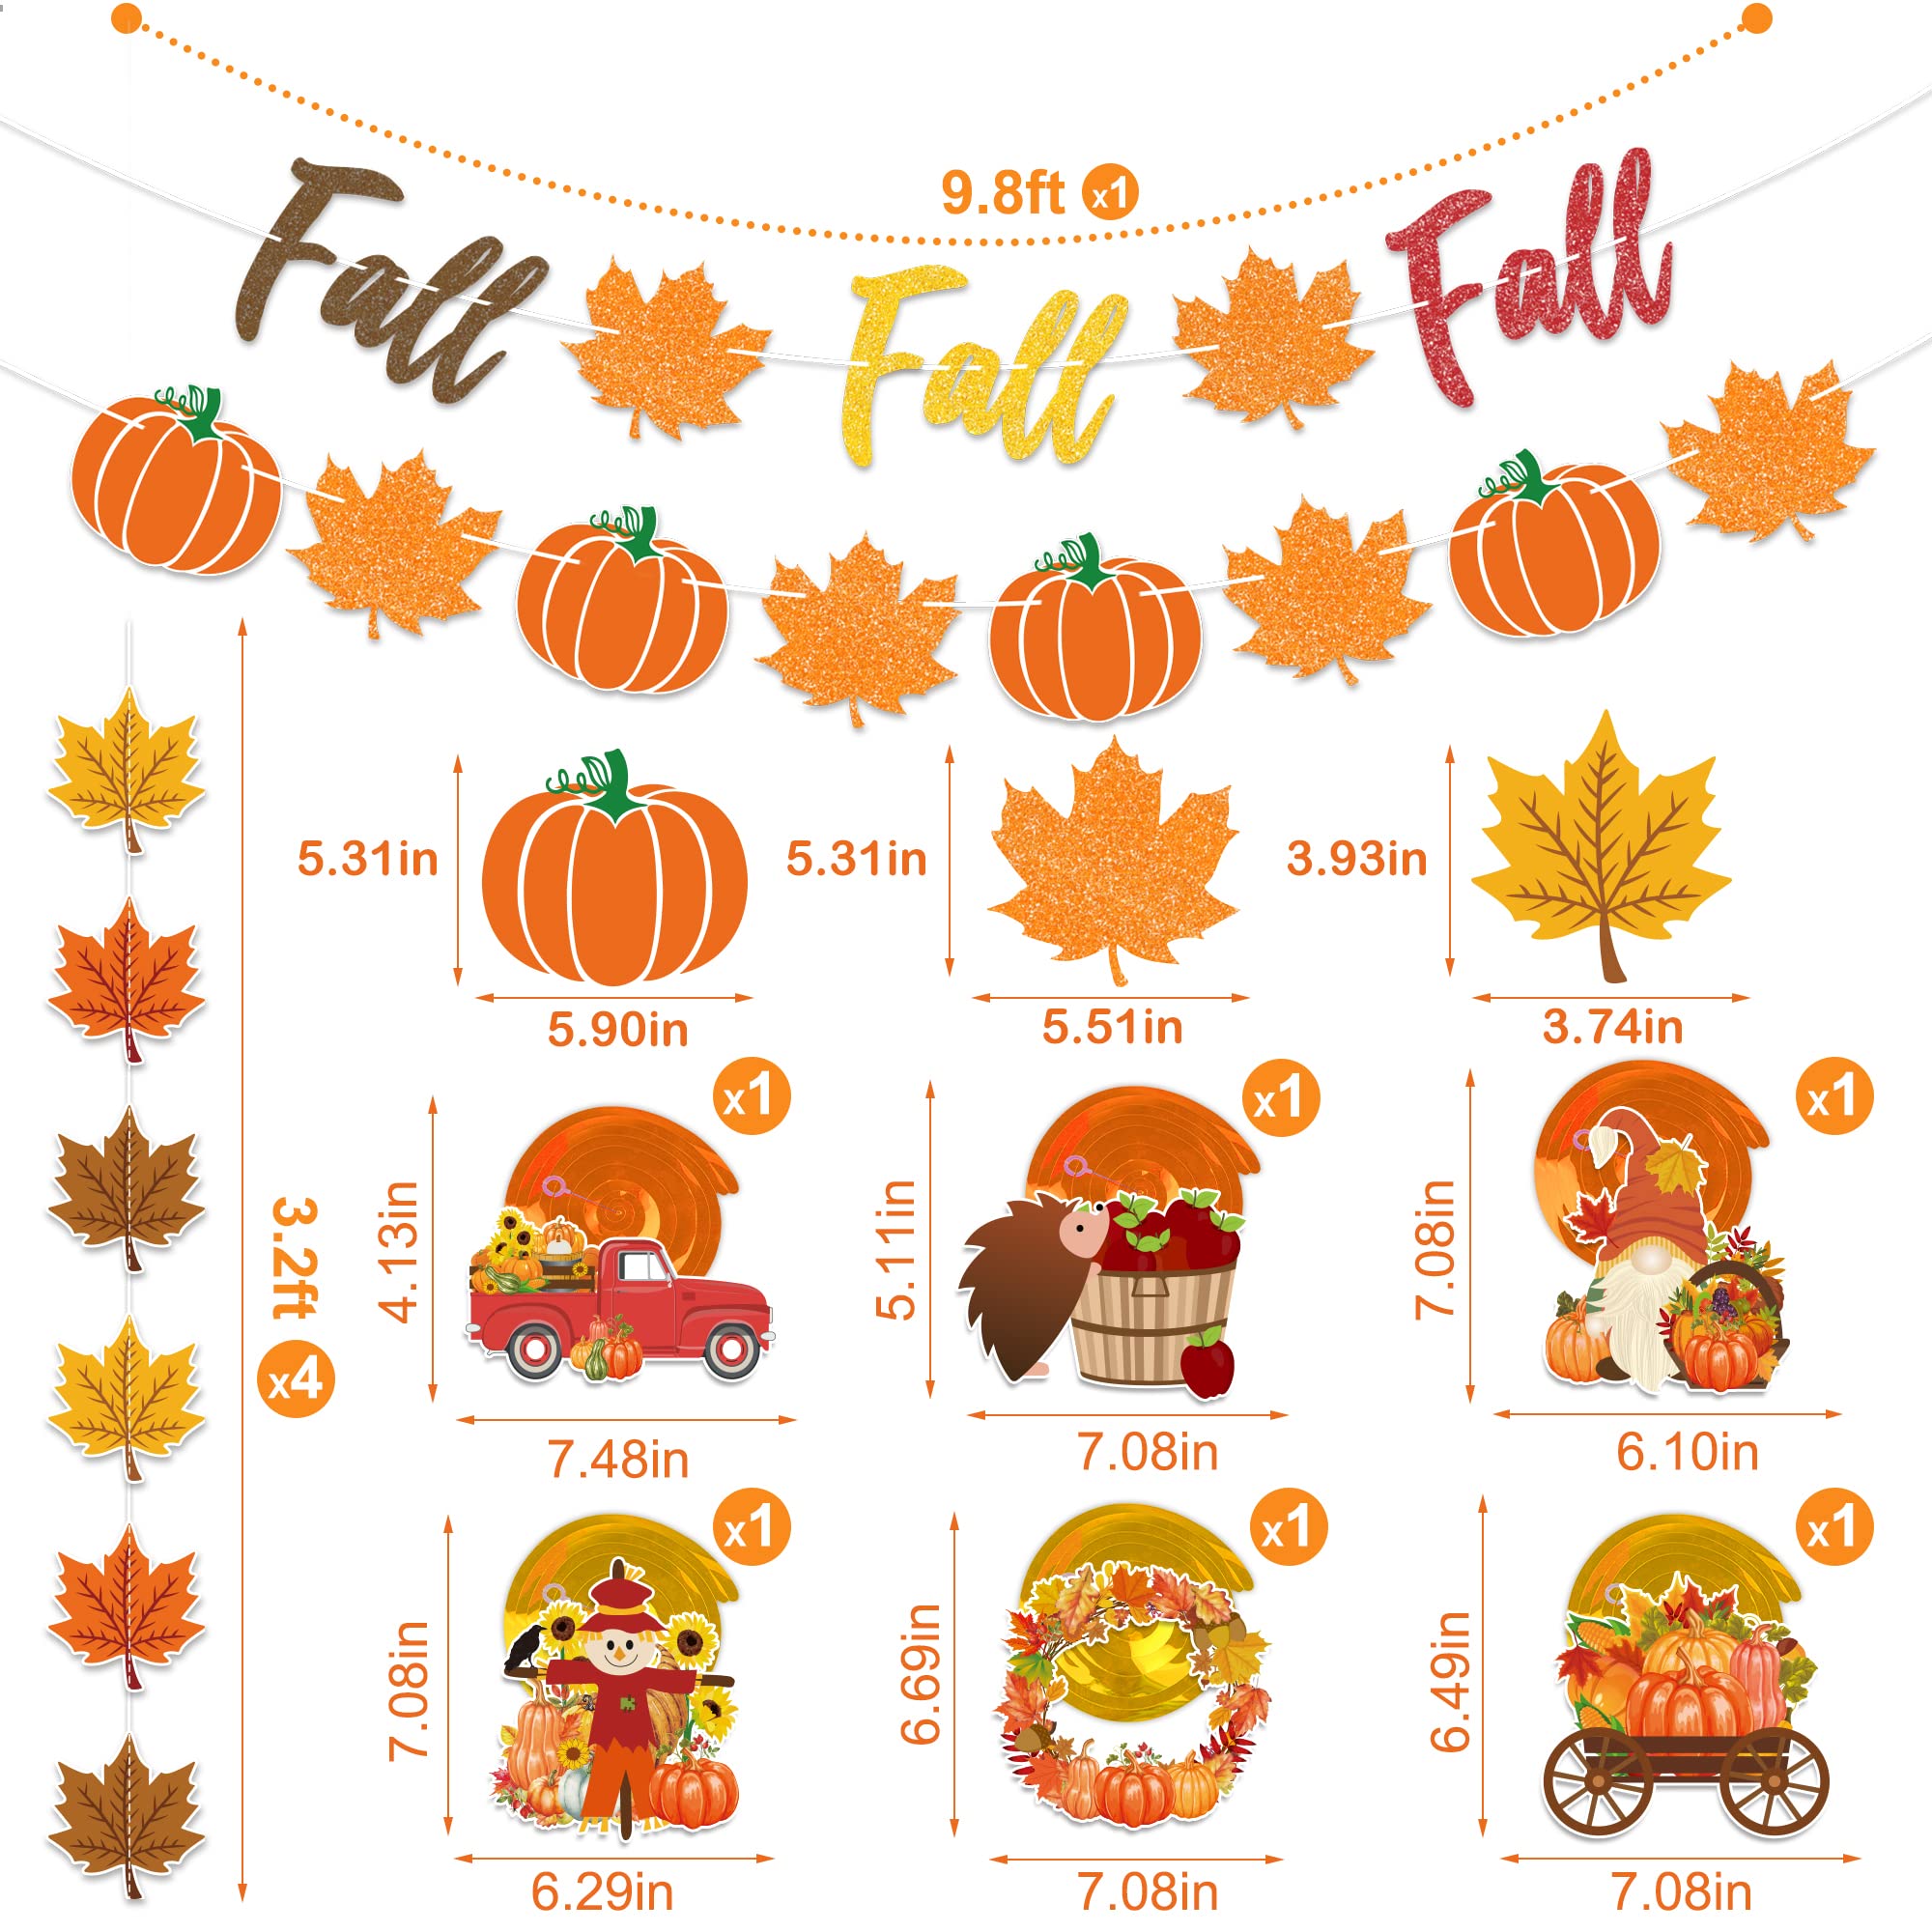 9.8ft x1
Fall Fall Fall
5.31in 5.31in 3.93in
5.90in 5.51in 3.74in
3.2ft x4
x1 x1 x1
4.13in 5.11in 7.08in
7.48in 7.08in 6.10in
x1 x1 x1
7.08in 6.69in 6.49in
6.29in 7.08in 7.08in